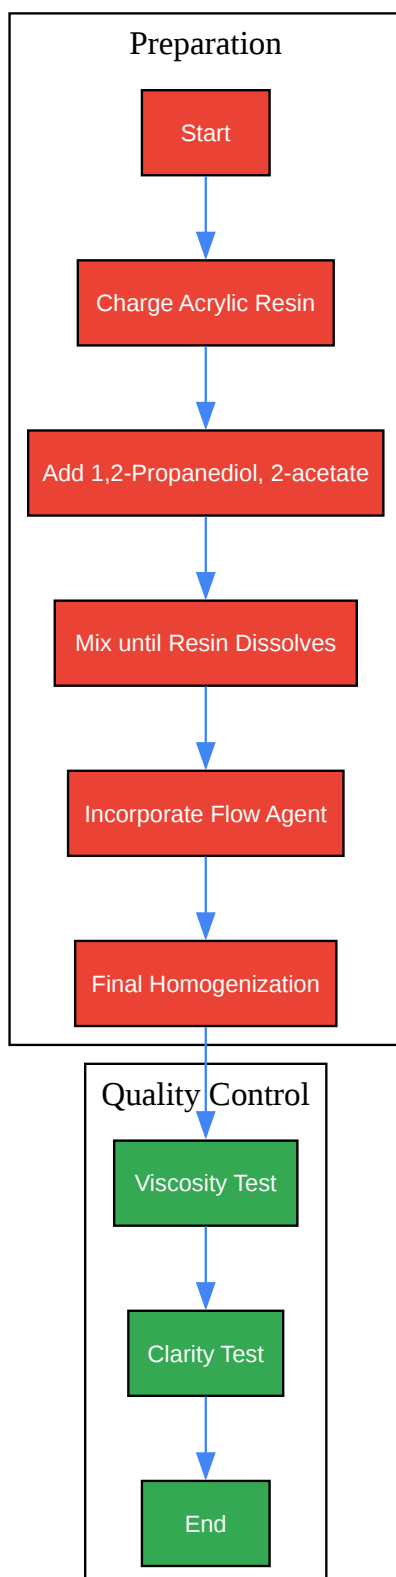 Preparation
Start
Charge Acrylic Resin
Add 1,2-Propanediol, 2-acetate
Mix until Resin Dissolves
Incorporate Flow Agent
Final Homogenization
Quality Control
Viscosity Test
Clarity Test
End